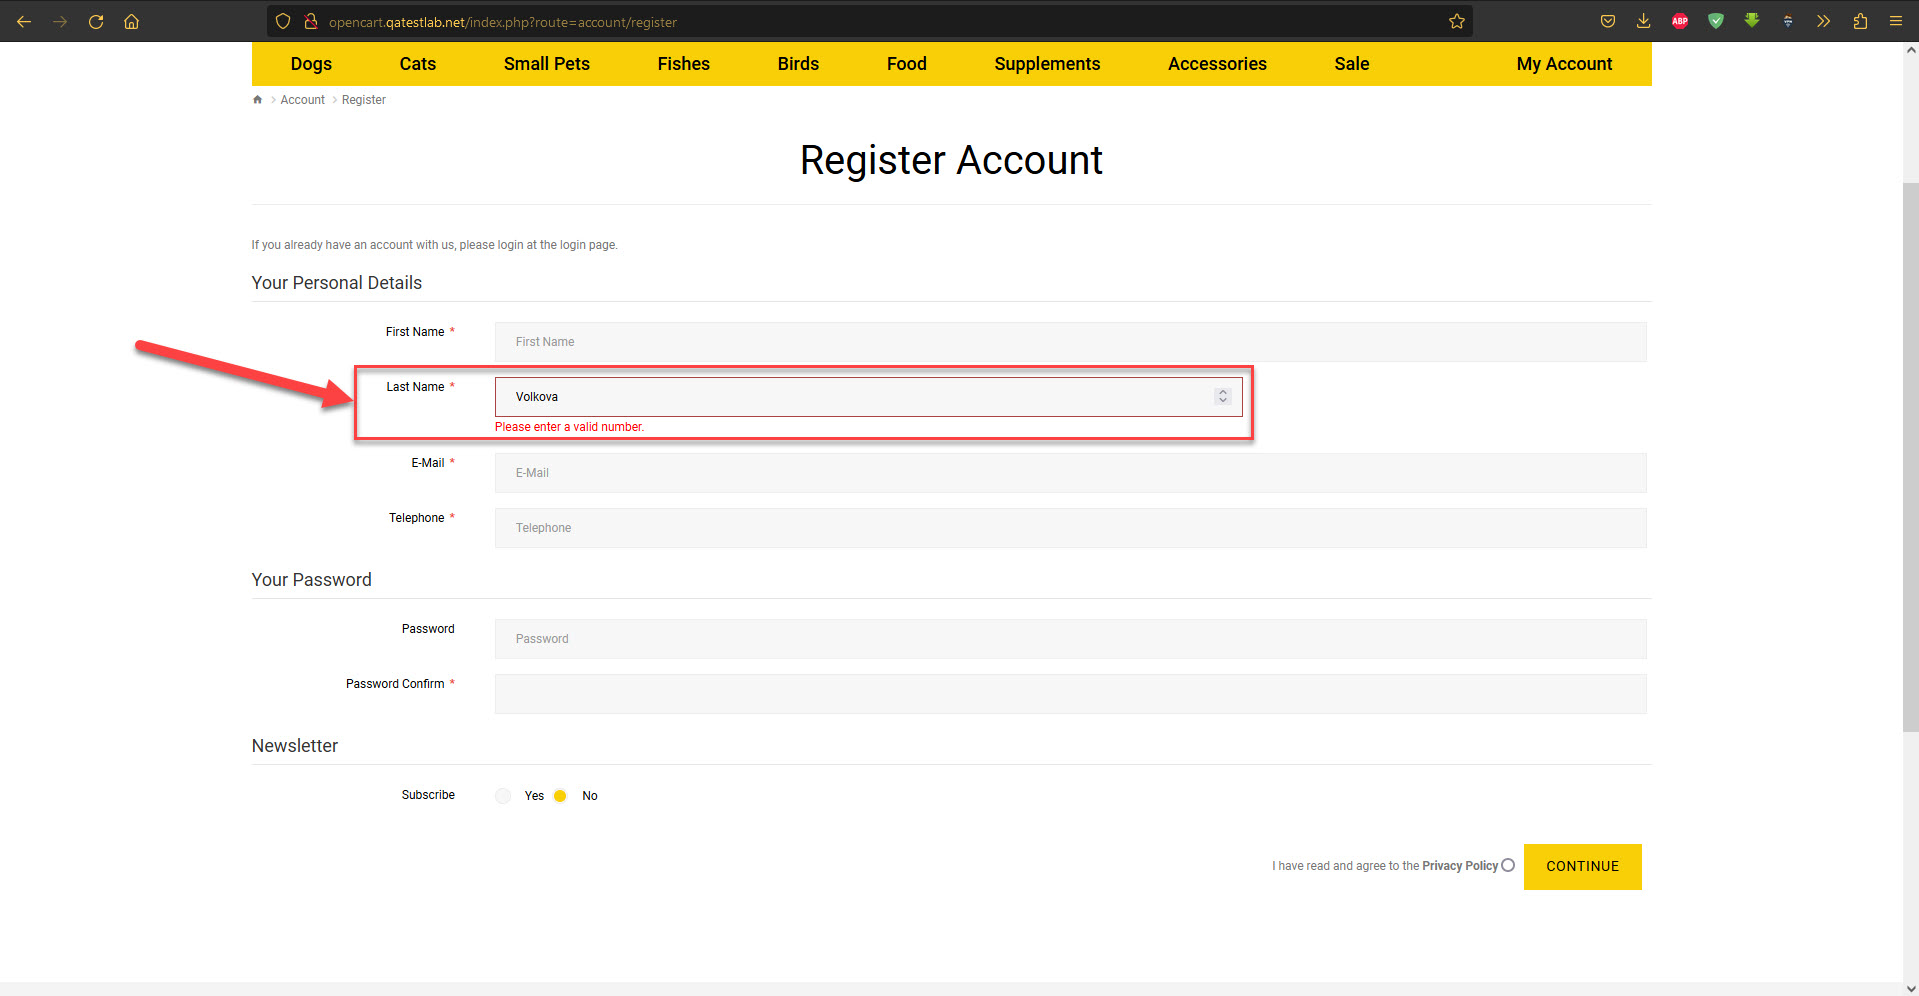 opencart.qatestlab.net/index.php?route=account/register
ABP
Dogs Cats Small Pets Fishes Birds Food Supplements Accessories Sale My Account
Account Register
Register Account
If you already have an account with us, please login at the login page.
Your Personal Details
First Name * First Name
Last Name * Volkova
Please enter a valid number.
E-Mail * E-Mail
Telephone * Telephone
Your Password
Password Password
Password Confirm *
Newsletter
Subscribe Yes No
I have read and agree to the Privacy Policy CONTINUE